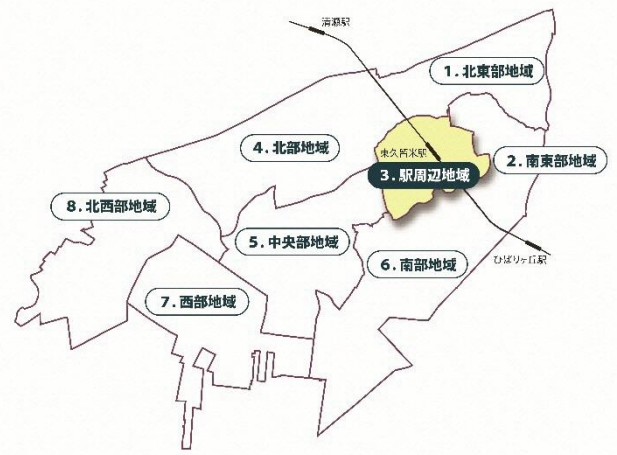 清瀬駅
1.北東部地域
4.北部地域
東久留米駅
2.南東部地域
3.駅周辺地域
8.北西部地域
5.中央部地域
6.南部地域
ひばりヶ丘駅
7.西部地域